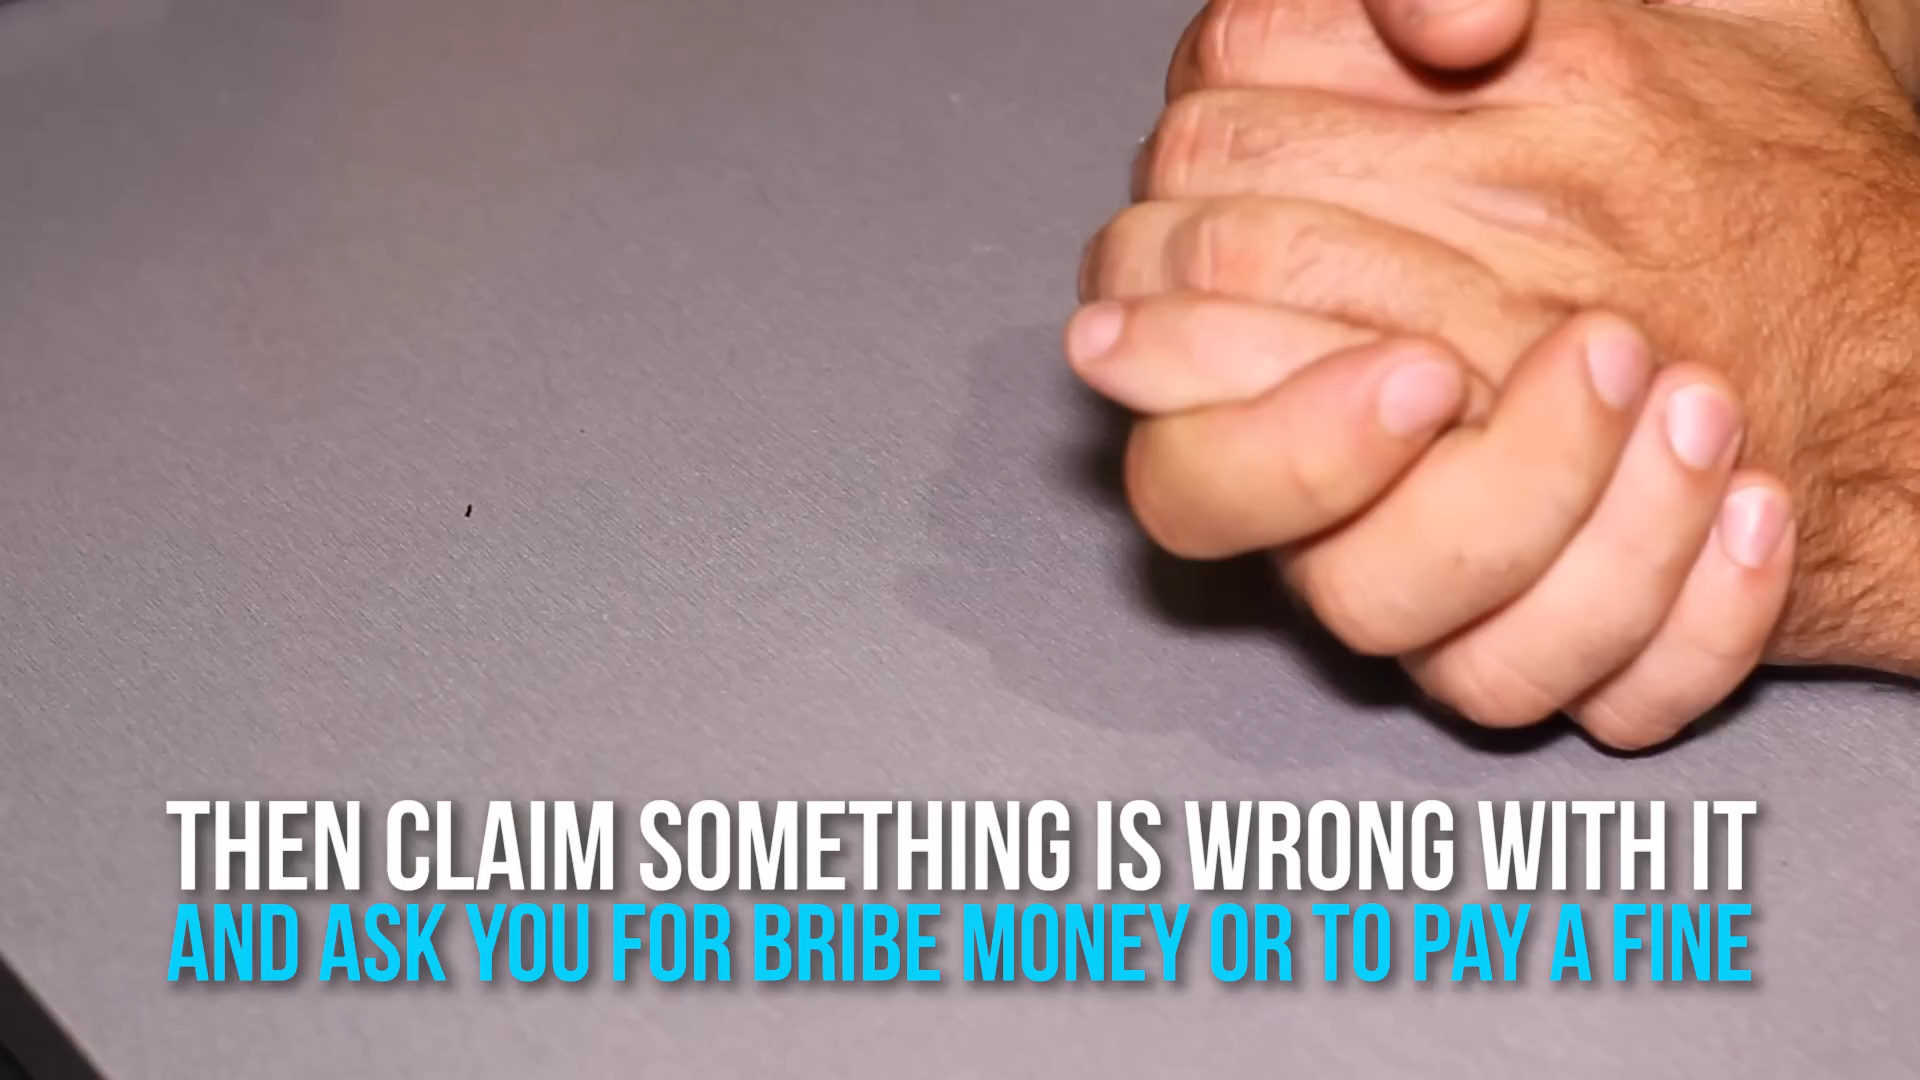 THEN CLAIM SOMETHING IS WRONG WITH IT
AND ASK YOU FOR BRIBE MONEY OR TO PAY A FINE